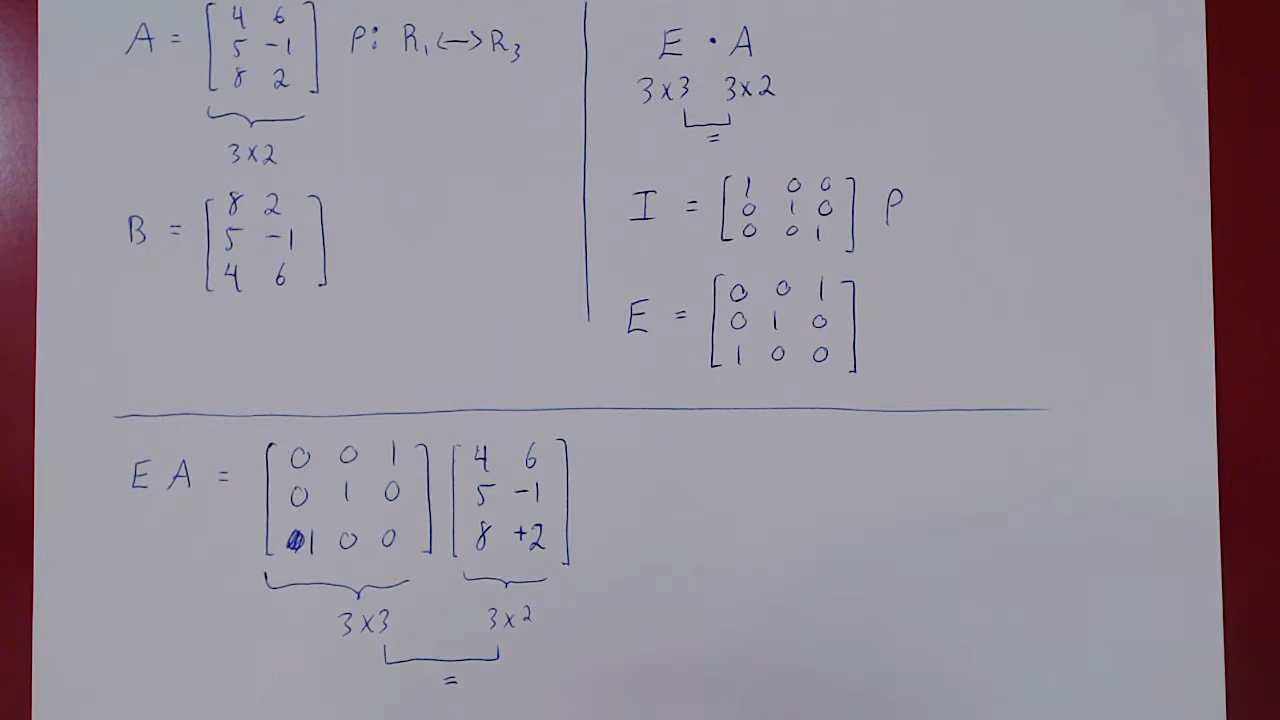 A = [ 4 6
5 -1
8 2 ] P: R₁ <-> R₃
3x2
B = [ 8 2
5 -1
4 6 ]
E · A
3x3 3x2
=
I = [ 1 0 0
0 1 0
0 0 1 ] P
E = [ 0 0 1
0 1 0
1 0 0 ]
E A = [ 0 0 1 ] [ 4 6 ]
[ 0 1 0 ] [ 5 -1 ]
[ 1 0 0 ] [ 8 +2 ]
3x3 3x2
=